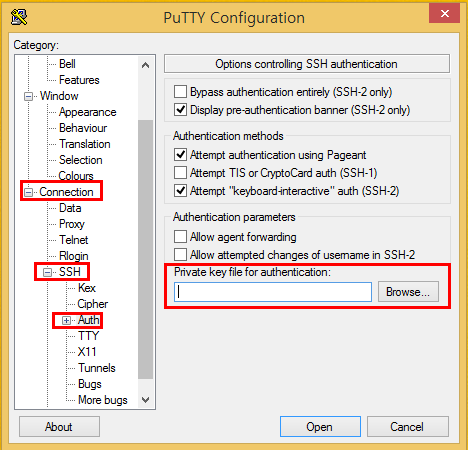 PuTTY Configuration
Category:
Bell
Features
Window
Appearance
Behaviour
Translation
Selection
Colours
Connection
Data
Proxy
Telnet
Rlogin
SSH
Kex
Cipher
Auth
TTY
X11
Tunnels
Bugs
More bugs
Options controlling SSH authentication
Bypass authentication entirely (SSH-2 only)
Display pre-authentication banner (SSH-2 only)
Authentication methods
Attempt authentication using Pageant
Attempt TIS or CryptoCard auth (SSH-1)
Attempt "keyboard-interactive" auth (SSH-2)
Authentication parameters
Allow agent forwarding
Allow attempted changes of username in SSH-2
Private key file for authentication:
Browse...
About
Open
Cancel